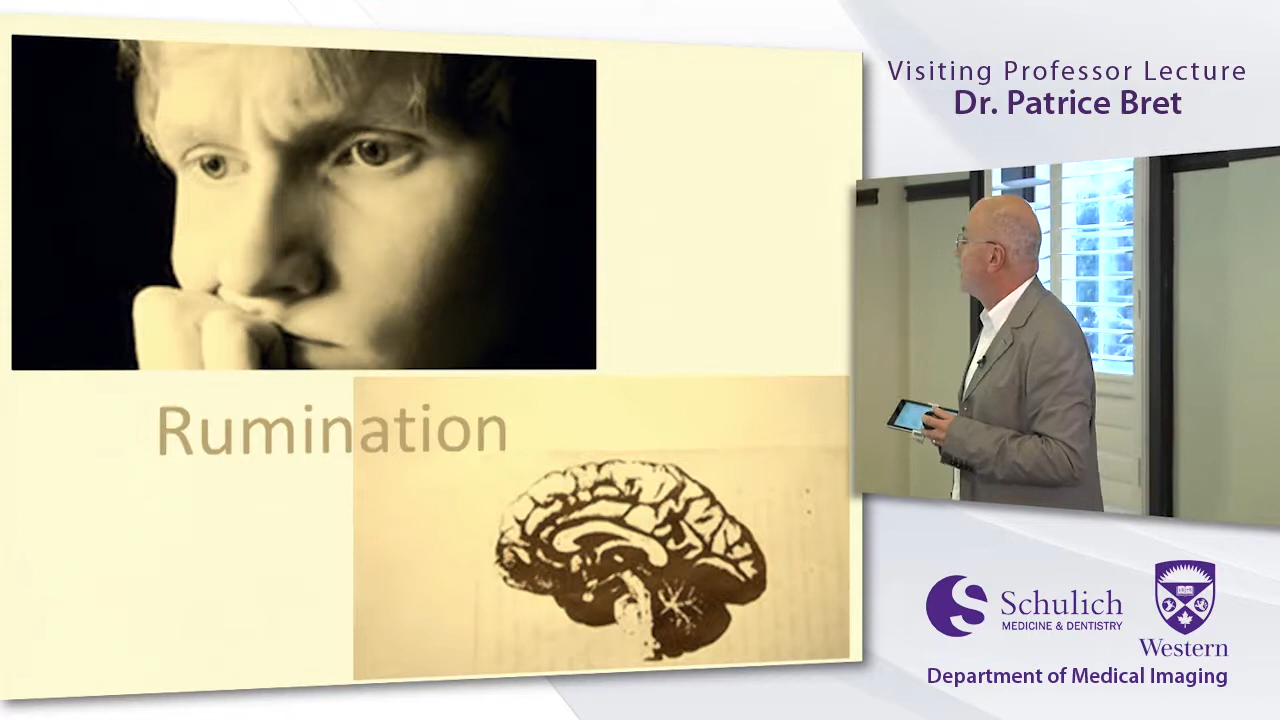 Rumination
Visiting Professor Lecture
Dr. Patrice Bret
Schulich
MEDICINE & DENTISTRY
Western
Department of Medical Imaging